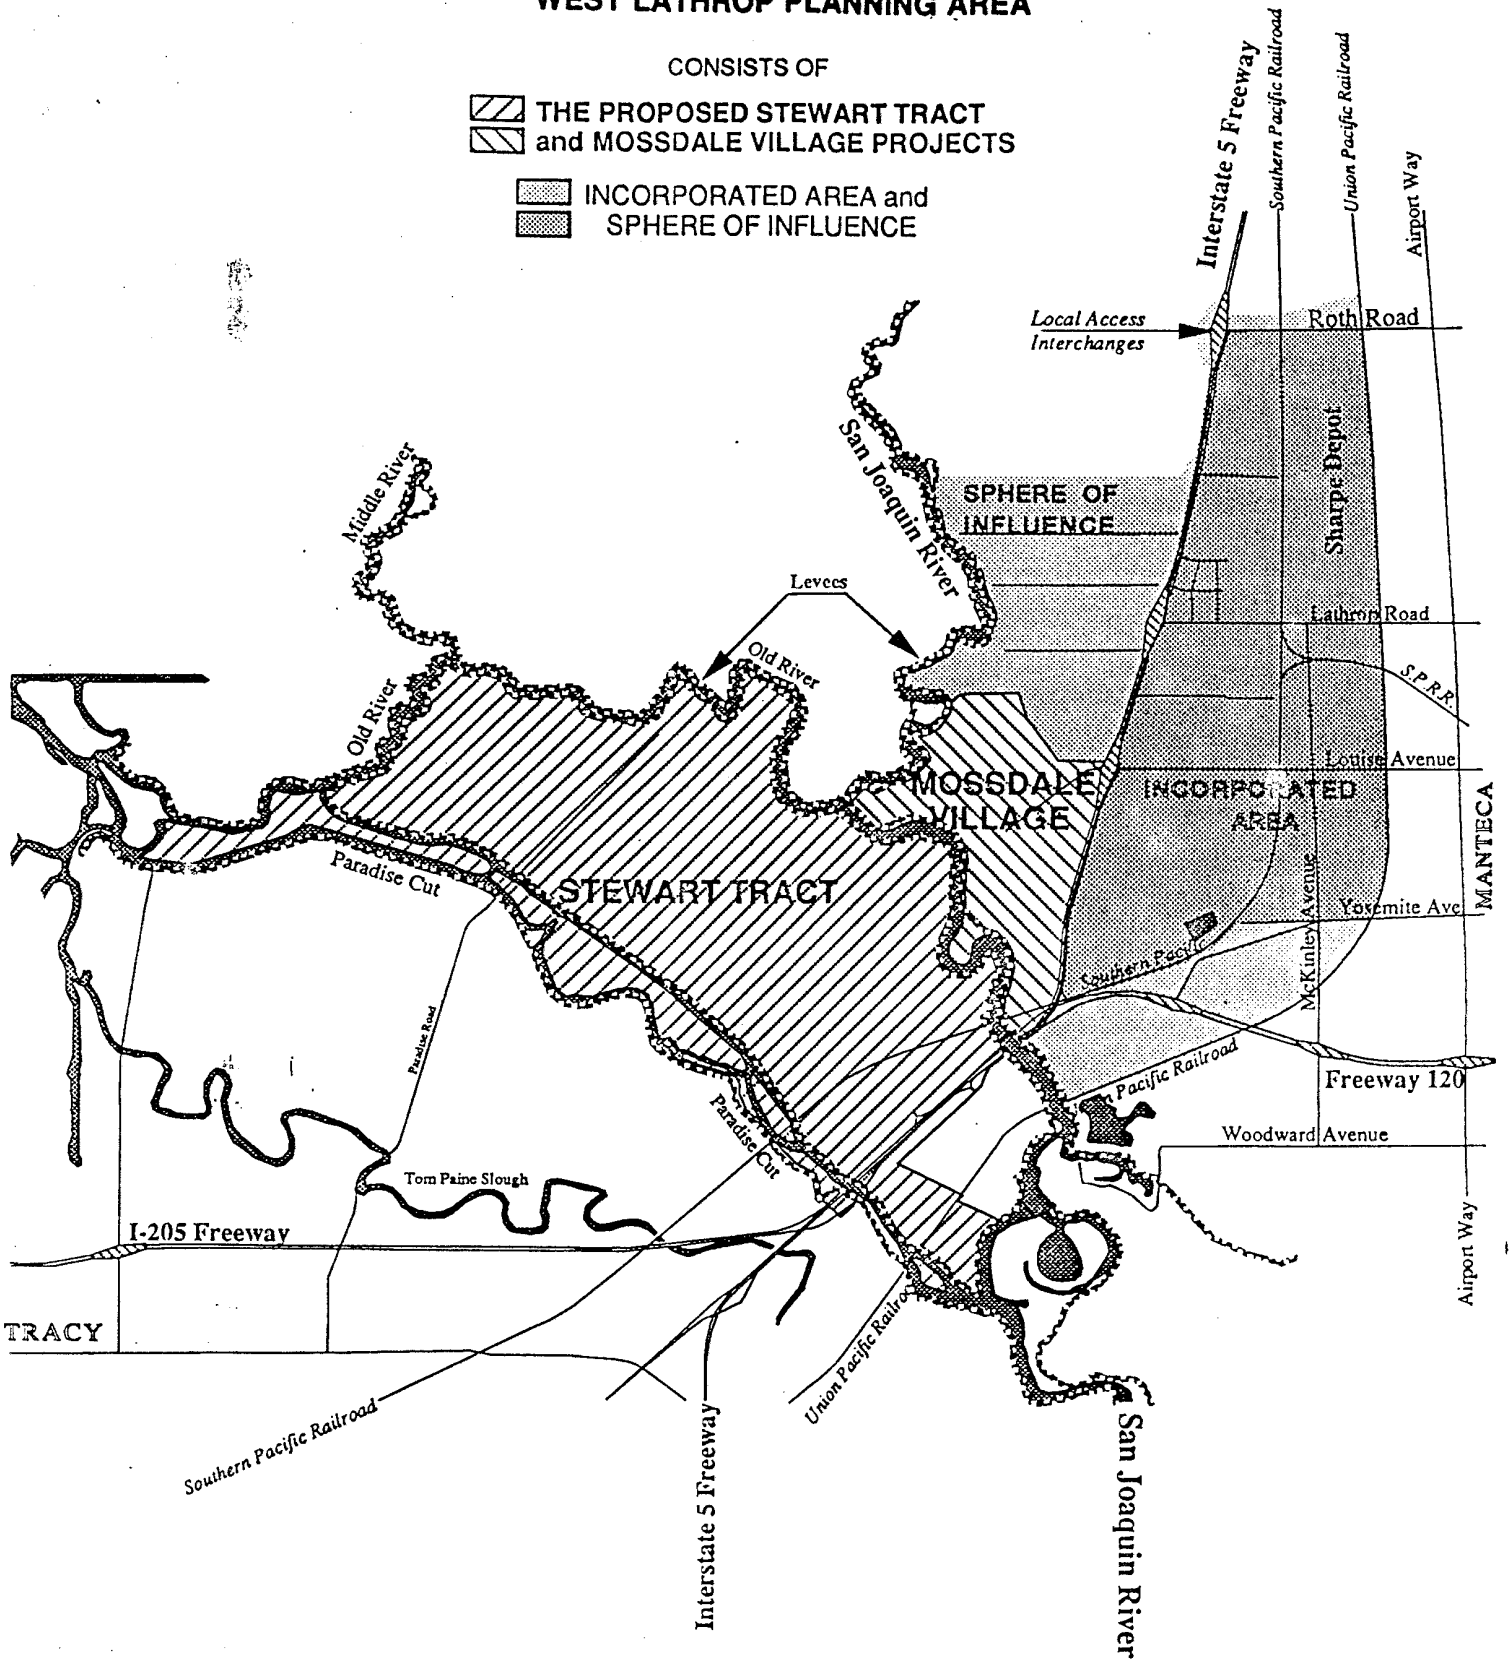 WEST LATHROP PLANNING AREA
CONSISTS OF
THE PROPOSED STEWART TRACT
and MOSSDALE VILLAGE PROJECTS
INCORPORATED AREA and
SPHERE OF INFLUENCE
Interstate 5 Freeway
Southern Pacific Railroad
Union Pacific Railroad
Airport Way
Local Access
Interchanges
Roth Road
San Joaquin River
Middle River
SPHERE OF
INFLUENCE
Sharpe Depot
Levees
Lathrop Road
Old River
Old River
S.P.R.R.
Louise Avenue
MOSSDALE
VILLAGE
INCORPORATED
AREA
MANTECA
Paradise Cut
STEWART TRACT
McKinley Avenue
Yosemite Ave
Southern Pacific
Paradise Road
Pacific Railroad
Freeway 120
Paradise Cut
Woodward Avenue
Tom Paine Slough
I-205 Freeway
Airport Way
TRACY
Union Pacific Railro
Southern Pacific Railroad
Interstate 5 Freeway
San Joaquin River